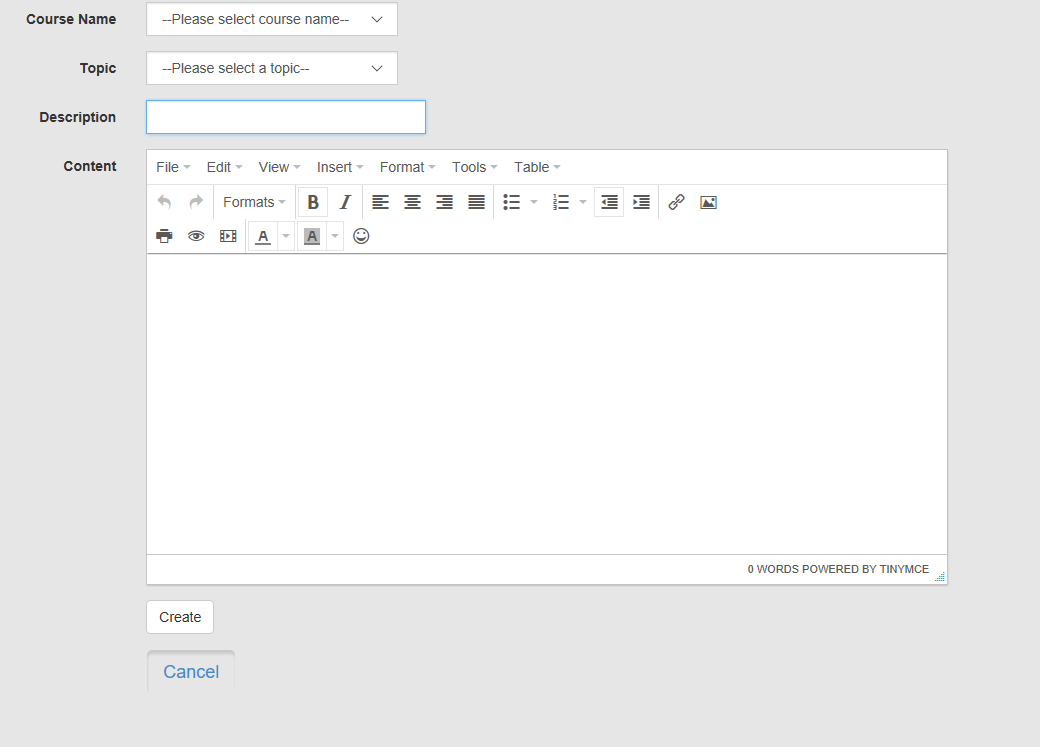 Course Name --Please select course name--
Topic --Please select a topic--
Description
Content File Edit View Insert Format Tools Table
Formats B I
A A
0 WORDS POWERED BY TINYMCE
Create
Cancel